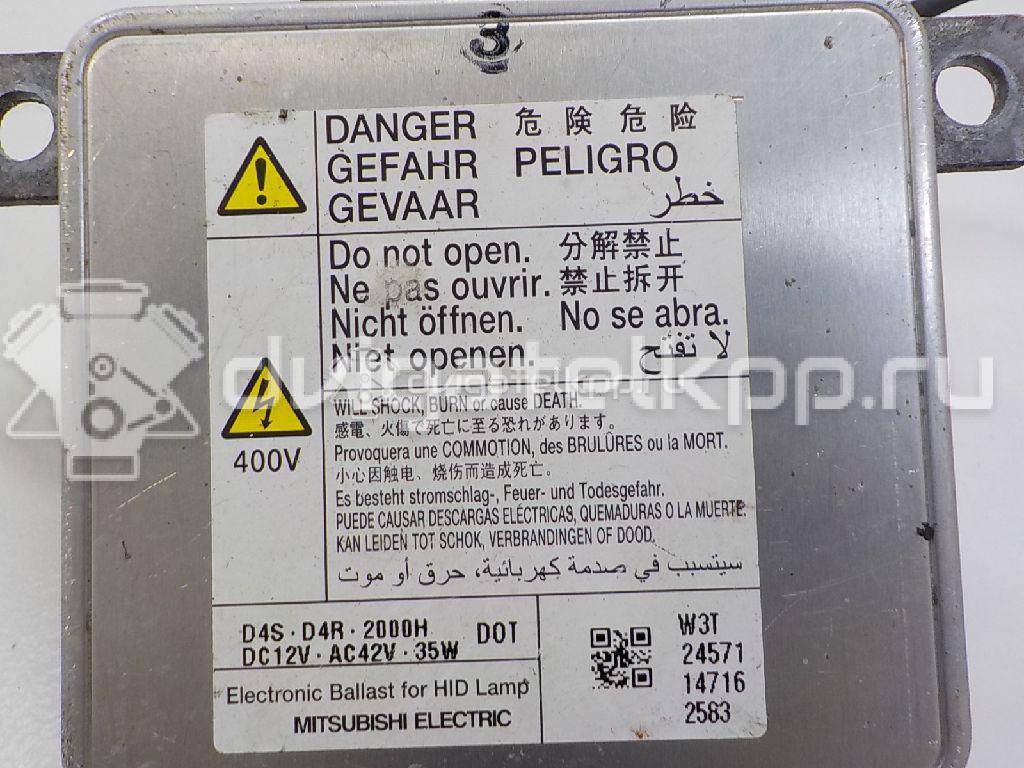 3
DANGER 危険 危险
GEFAHR PELIGRO
GEVAAR خطر
Do not open. 分解禁止
Ne pas ouvrir. 禁止拆开
Nicht öffnen. No se abra.
Niet openen. لا تفتح
400V
WILL SHOCK, BURN or cause DEATH.
感電、火傷で死亡に至る恐れがあります.
Provoquera une COMMOTION, des BRULÛRES ou la MORT.
小心因触电、烧伤而造成死亡。
Es besteht stromschlag-, Feuer- und Todesgefahr.
PUEDE CAUSAR DESCARGAS ELÉCTRICAS, QUEMADURAS O LA MUERTE.
KAN LEIDEN TOT SCHOK, VERBRANDINGEN OF DOOD.
سيتسبب في صدمة كهربائية، حرق أو موت
D4S·D4R·2000H DOT
DC12V·AC42V·35W
Electronic Ballast for HID Lamp
MITSUBISHI ELECTRIC
W3T
24571
14716
2583